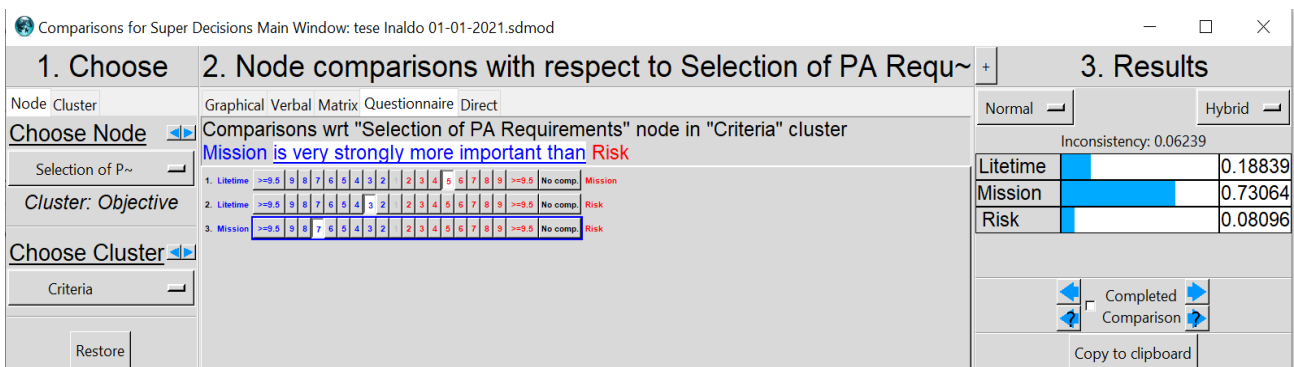 Comparisons for Super Decisions Main Window: tese Inaldo 01-01-2021.sdmod
1. Choose
Node Cluster
Choose Node
Selection of P~
Cluster: Objective
Choose Cluster
Criteria
Restore
2. Node comparisons with respect to Selection of PA Requ~ +
Graphical Verbal Matrix Questionnaire Direct
Comparisons wrt "Selection of PA Requirements" node in "Criteria" cluster
Mission is very strongly more important than Risk
1. Litetime >=9.5 9 8 7 6 5 4 3 2 1 2 3 4 5 6 7 8 9 >=9.5 No comp. Mission
2. Litetime >=9.5 9 8 7 6 5 4 3 2 1 2 3 4 5 6 7 8 9 >=9.5 No comp. Risk
3. Mission >=9.5 9 8 7 6 5 4 3 2 1 2 3 4 5 6 7 8 9 >=9.5 No comp. Risk
3. Results
Normal Hybrid
Inconsistency: 0.06239
Litetime 0.18839
Mission 0.73064
Risk 0.08096
Completed
? Comparison ?
Copy to clipboard